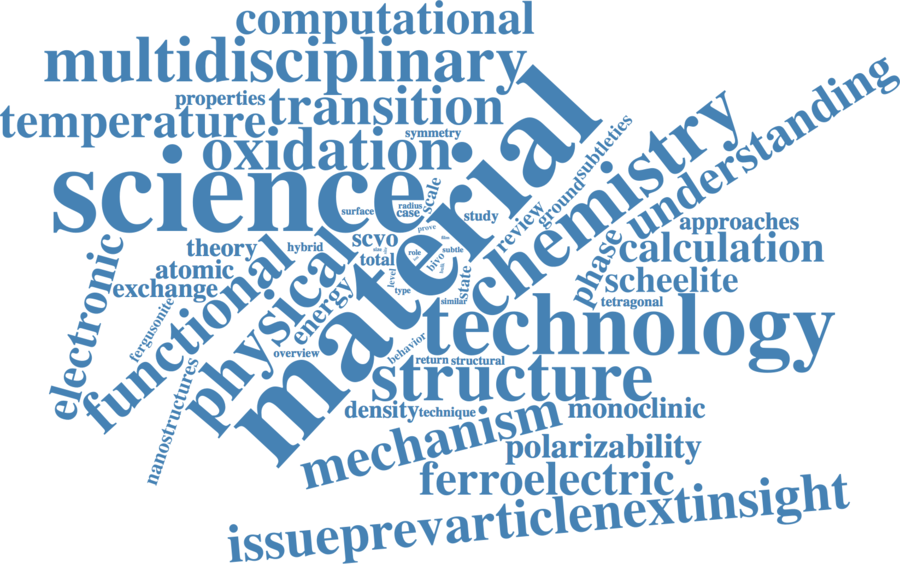 computational
multidisciplinary
properties
transition
temperature
symmetry
oxidation
science
material
chemistry
understanding
subtleties
ground
review
scale
radius
case
surface
study
prove
approaches
calculation
phase
scheelite
tetragonal
electronic
theory
hybrid
scvo
total
role
subtle
bivo
level
type
state
similar
atomic
exchange
functional
physical
energy
fergusonite
overview
behavior
technology
return
structural
structure
nanostructures
density
technique
monoclinic
mechanism
polarizability
ferroelectric
issueprevarticlenextinsight